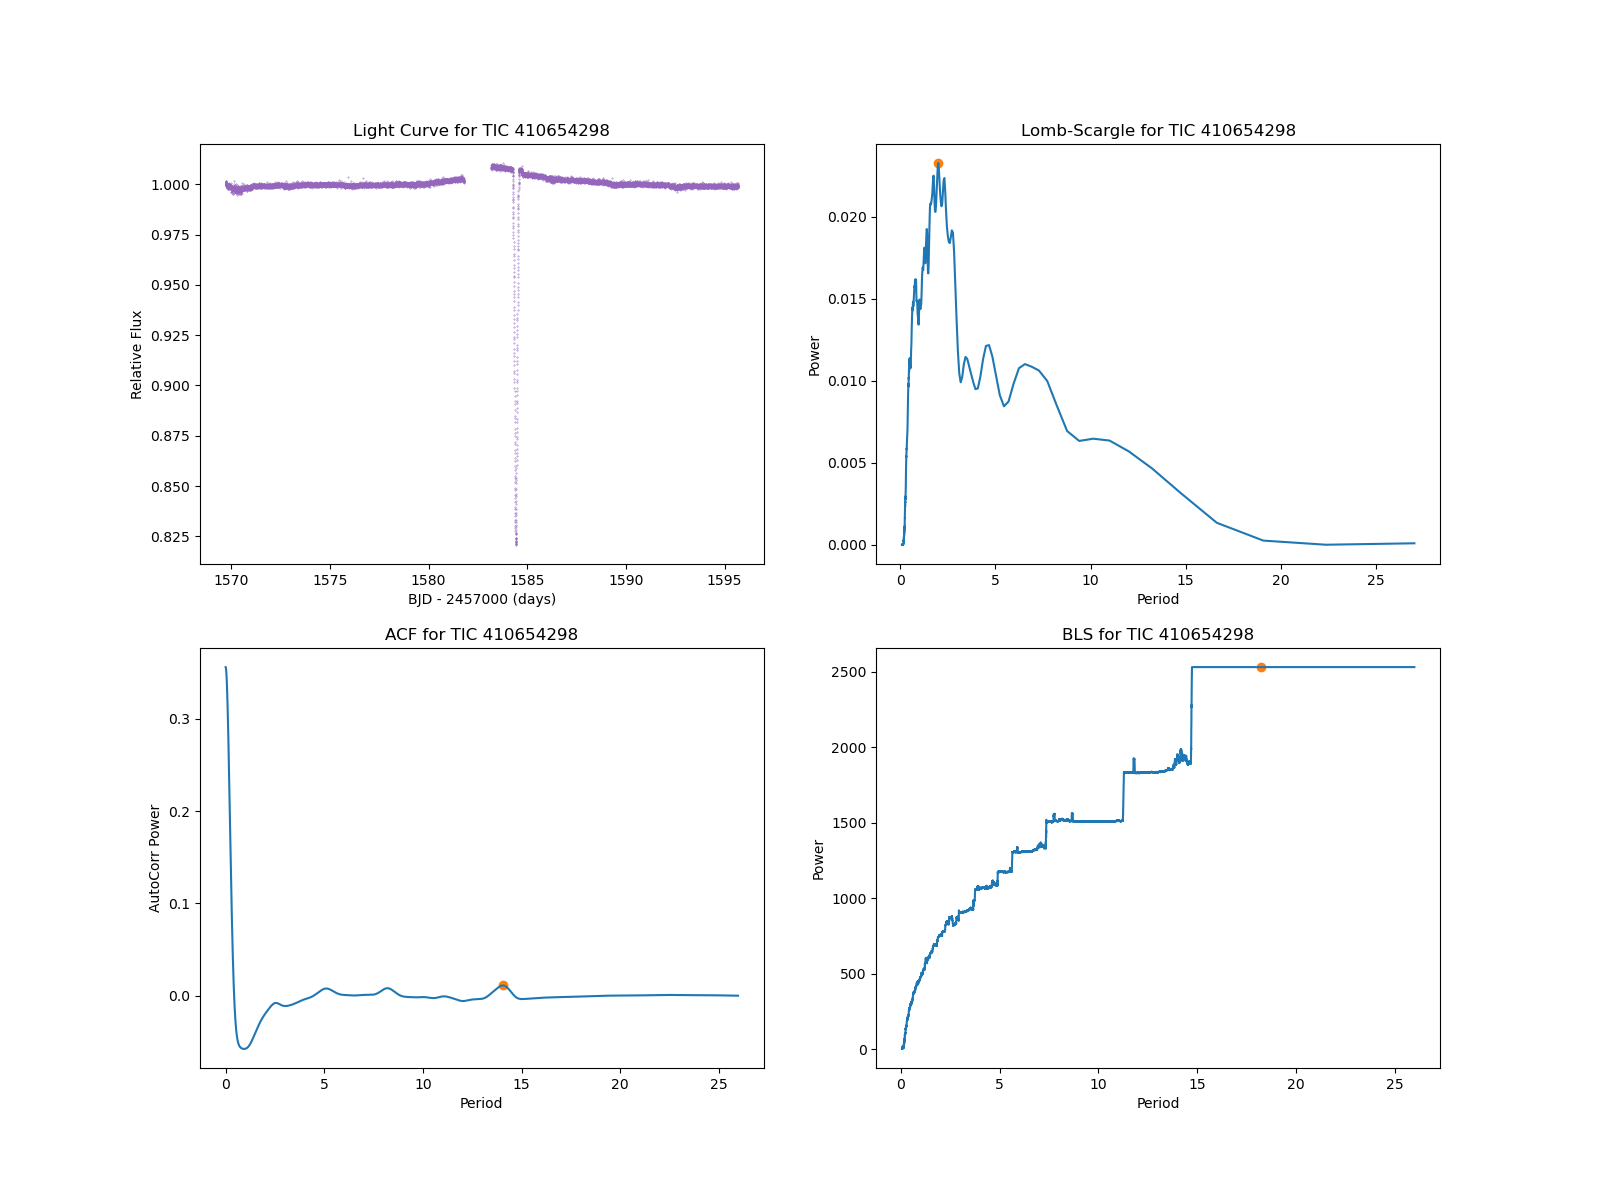 Light Curve for TIC 410654298
1.000
0.975
0.950
0.925
0.900
0.875
0.850
0.825
Relative Flux
1570 1575 1580 1585 1590 1595
BJD - 2457000 (days)
Lomb-Scargle for TIC 410654298
0.020
0.015
0.010
0.005
0.000
Power
0 5 10 15 20 25
Period
ACF for TIC 410654298
0.3
0.2
0.1
0.0
AutoCorr Power
0 5 10 15 20 25
Period
BLS for TIC 410654298
2500
2000
1500
1000
500
0
Power
0 5 10 15 20 25
Period